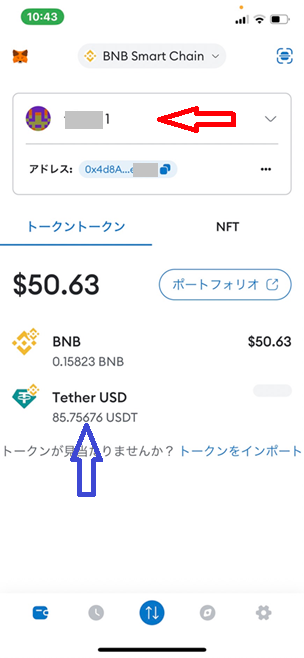 10:43
BNB Smart Chain
1
アドレス: 0x4d8A...e
トークントークン NFT
$50.63 ポートフォリオ
BNB $50.63
0.15823 BNB
Tether USD
85.75676 USDT
トークンが見当たりませんか？ トークンをインポート